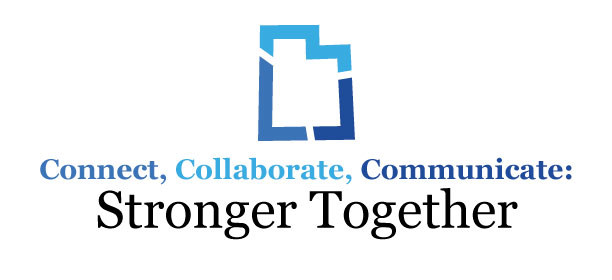 Connect, Collaborate, Communicate:
Stronger Together